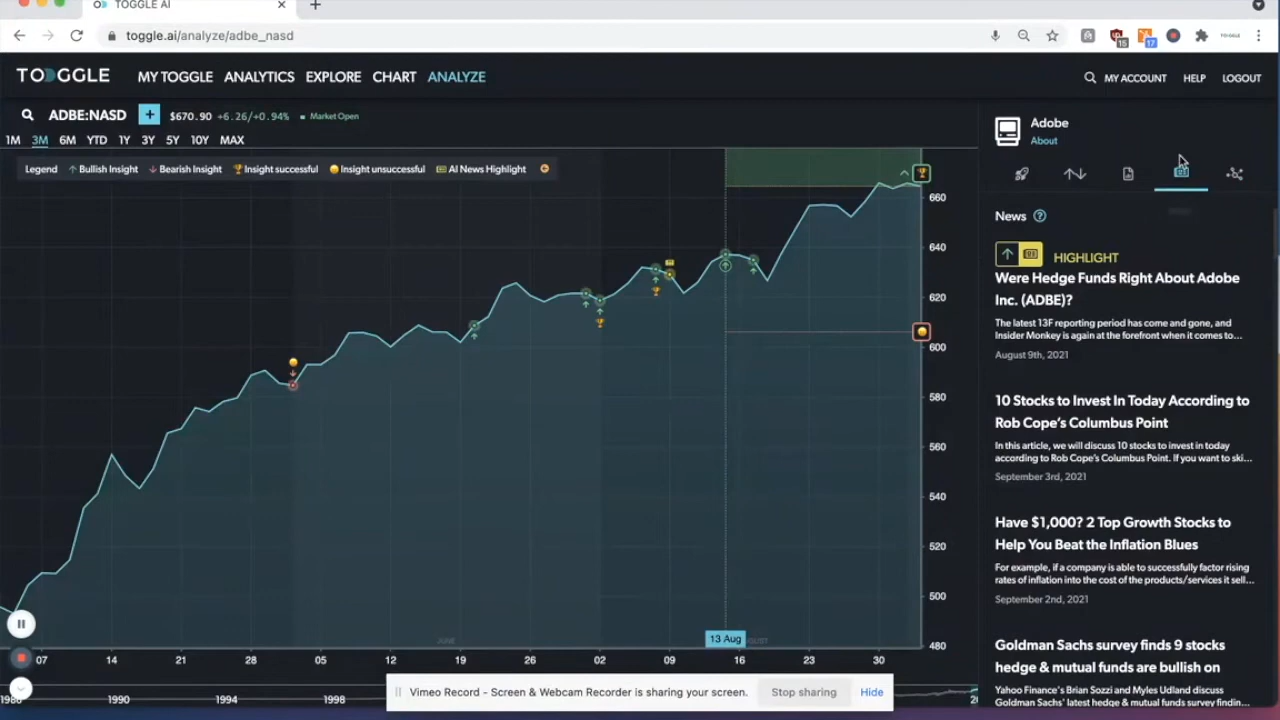 TOGGLE AI
toggle.ai/analyze/adbe_nasd
15
17
TOGGLE
MY TOGGLE ANALYTICS EXPLORE CHART ANALYZE
MY ACCOUNT HELP LOGOUT
ADBE:NASD + $670.90 +6.26/+0.94% Market Open
1M 3M 6M YTD 1Y 3Y 5Y 10Y MAX
Legend Bullish Insight Bearish Insight Insight successful Insight unsuccessful AI News Highlight
660
640
620
600
580
560
540
520
500
480
13 Aug
JUNE
07 14 21 28 05 12 19 26 02 09 16 23 30
1990 1994 1998
Vimeo Record - Screen & Webcam Recorder is sharing your screen. Stop sharing Hide
Adobe
About
News ?
HIGHLIGHT
Were Hedge Funds Right About Adobe
Inc. (ADBE)?
The latest 13F reporting period has come and gone, and
Insider Monkey is again at the forefront when it comes to...
August 9th, 2021
10 Stocks to Invest In Today According to
Rob Cope's Columbus Point
In this article, we will discuss 10 stocks to invest in today
according to Rob Cope's Columbus Point. If you want to ski...
September 3rd, 2021
Have $1,000? 2 Top Growth Stocks to
Help You Beat the Inflation Blues
For example, if a company is able to successfully factor rising
rates of inflation into the cost of the products/services it sell...
September 2nd, 2021
Goldman Sachs survey finds 9 stocks
hedge & mutual funds are bullish on
Yahoo Finance's Brian Sozzi and Myles Udland discuss
Goldman Sachs' latest hedge & mutual funds survey findin...